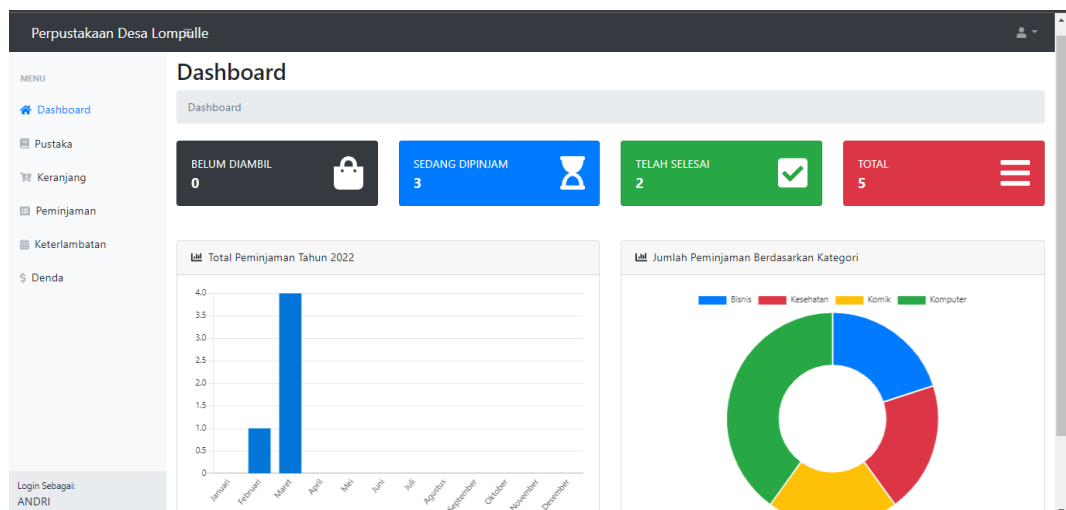 Perpustakaan Desa Lompulle
MENU
Dashboard
Pustaka
Keranjang
Peminjaman
Keterlambatan
$ Denda
Login Sebagai:
ANDRI
Dashboard
Dashboard
BELUM DIAMBIL
0
SEDANG DIPINJAM
3
TELAH SELESAI
2
TOTAL
5
Total Peminjaman Tahun 2022
4.0
3.5
3.0
2.5
2.0
1.5
1.0
0.5
0
Januari Februari Maret April Mei Juni Juli Agustus September Oktober November Desember
Jumlah Peminjaman Berdasarkan Kategori
Bisnis Kesehatan Komik Komputer